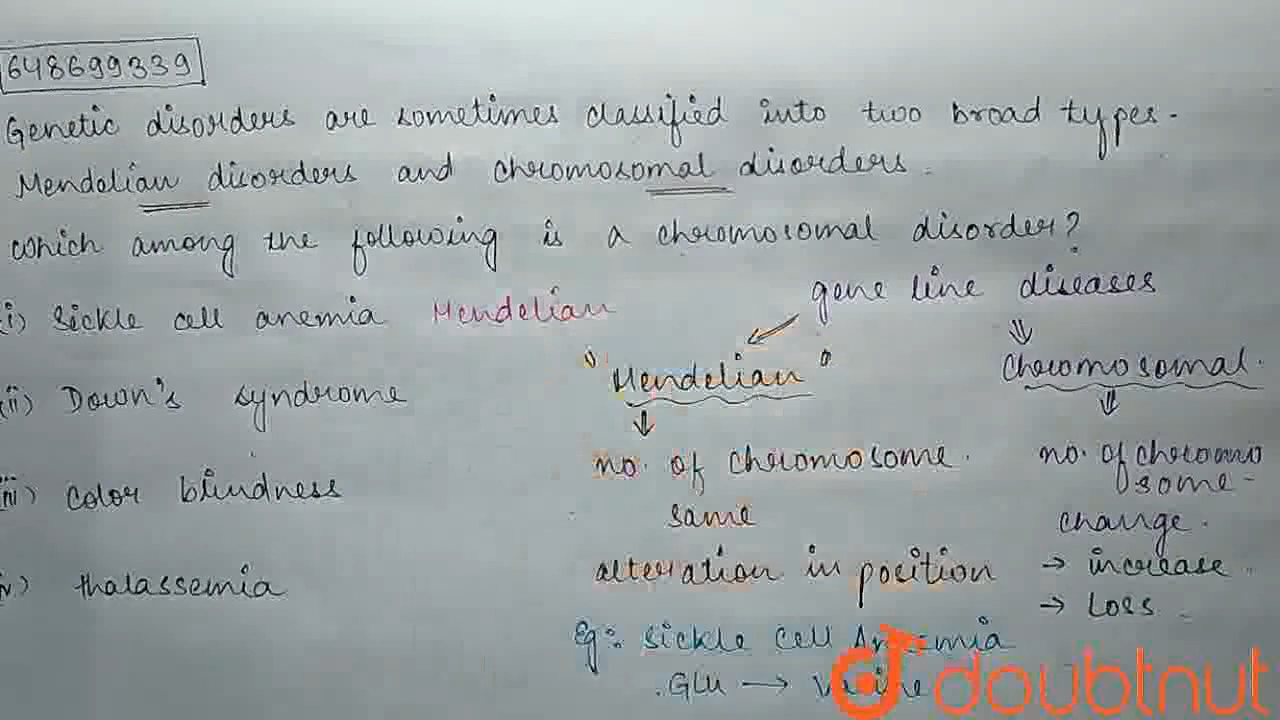 648699339
Genetic disorders are sometimes classified into two broad types-
Mendelian disorders and chromosomal disorders.
Which among the following is a chromosomal disorder?
(i) Sickle cell anemia Mendelian
(ii) Down's syndrome
(iii) color blindness
iv) thalassemia
gene line diseases
"Mendelian"
no. of chromosome.
same
alteration in position
Eg: Sickle cell Anemia
.GLU → Valine
Chromosomal.
no. of chromo
some-
change.
→ increase.
→ Loss.
doubtnut